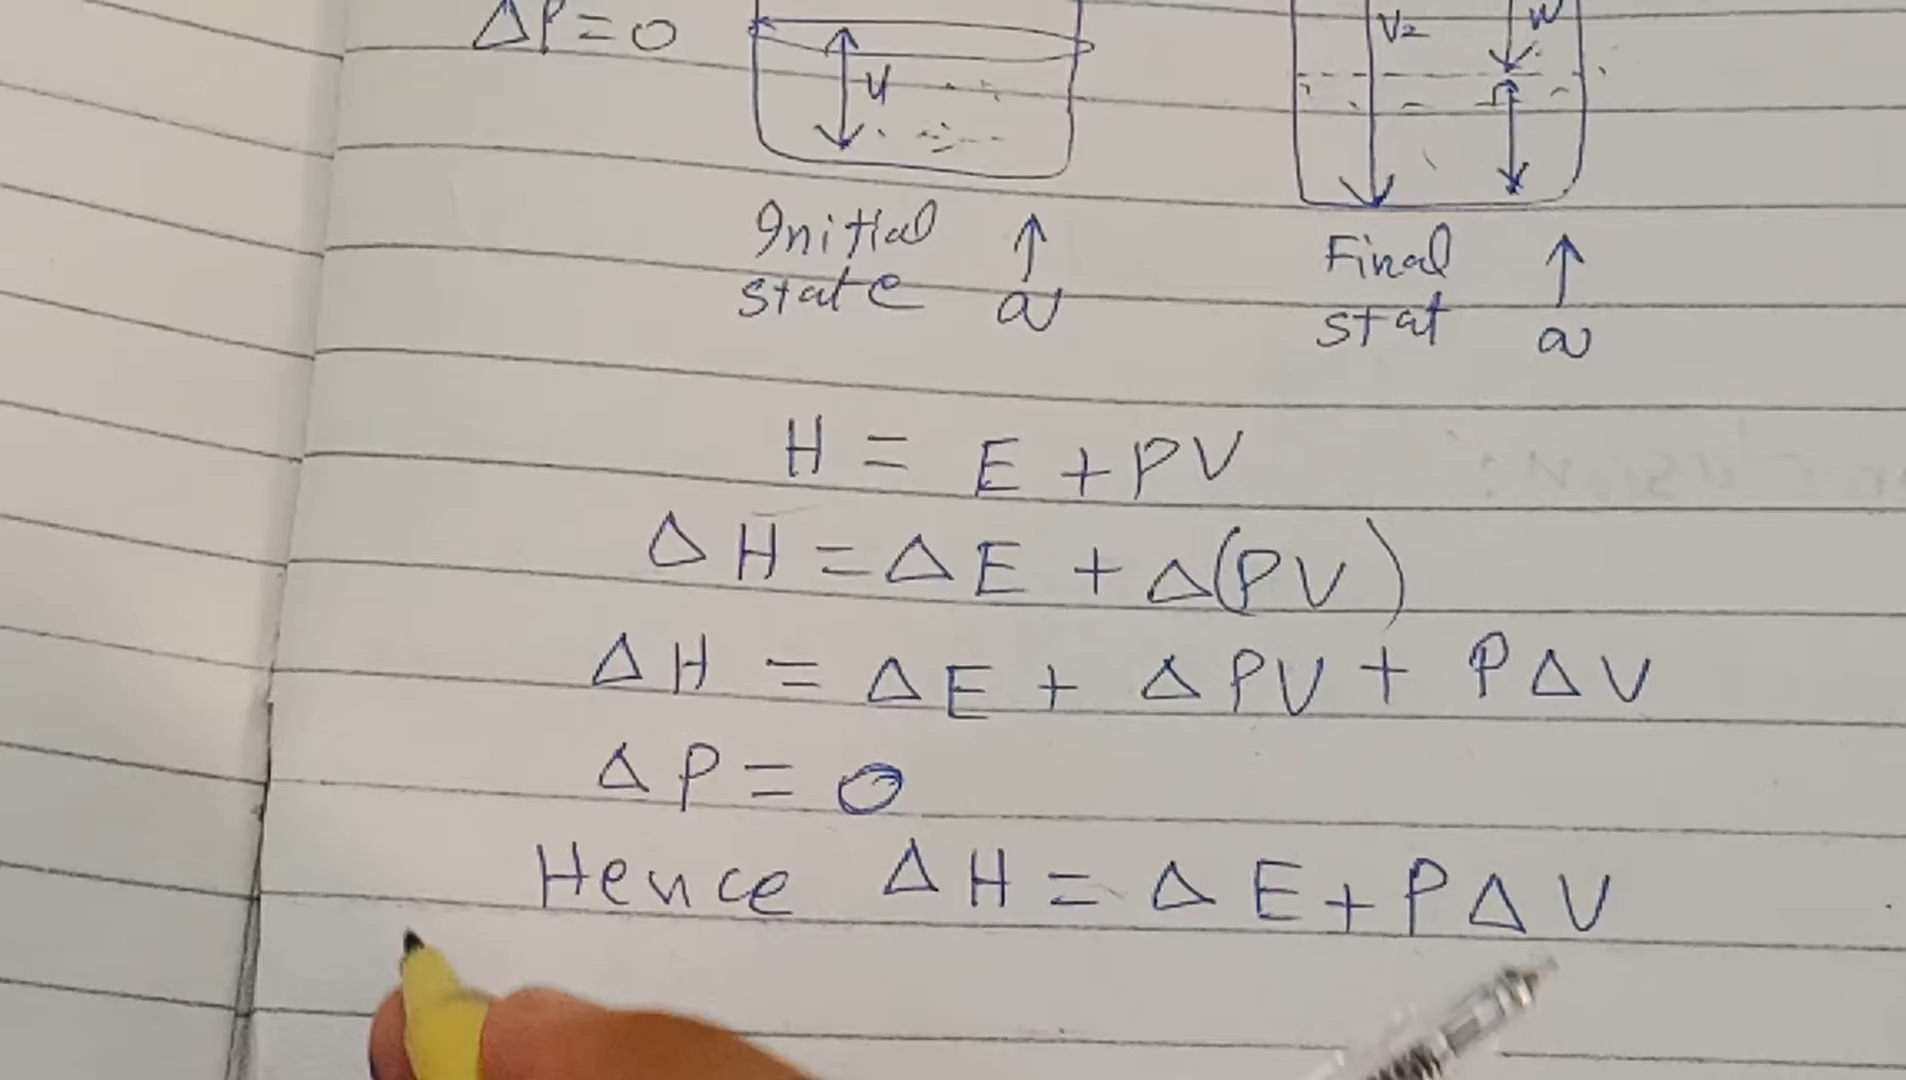 ΔP = 0
V₂
W
Initial
state
Final
stat
H = E + PV
ΔH = ΔE + Δ(PV)
ΔH = ΔE + ΔPV + PΔV
ΔP = 0
Hence ΔH = ΔE + PΔV